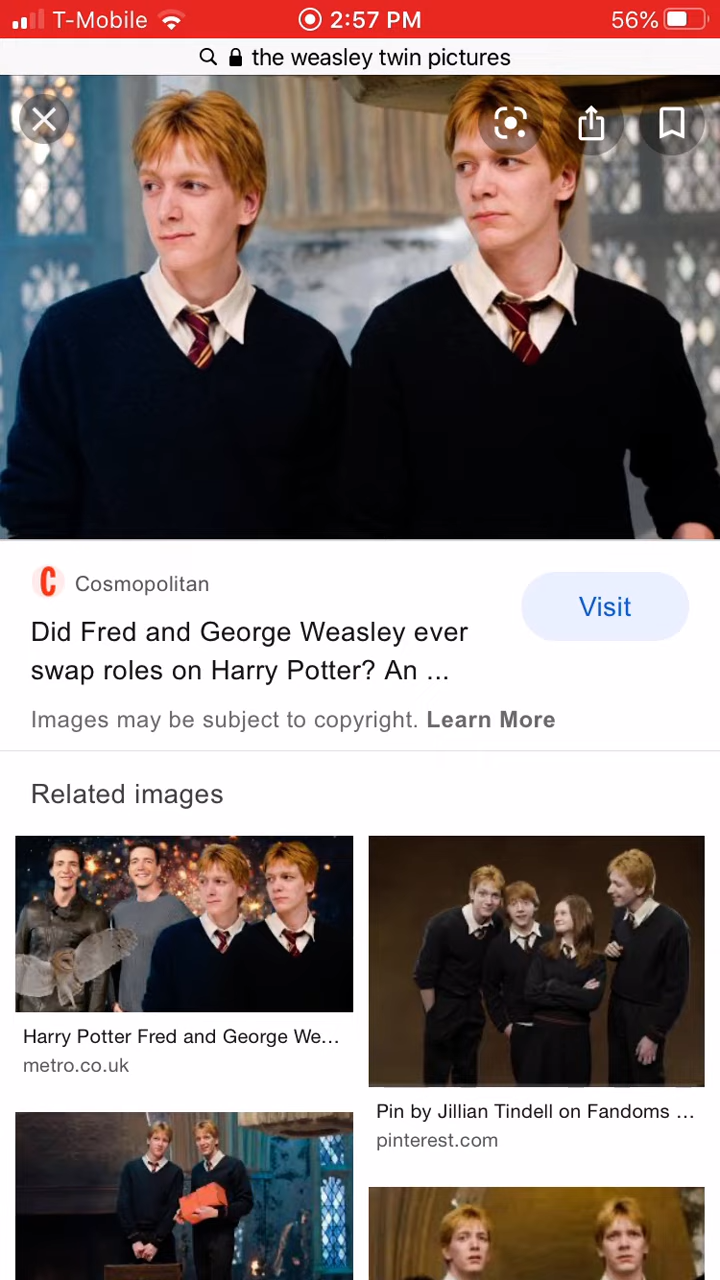 T-Mobile 2:57 PM 56%
the weasley twin pictures
Cosmopolitan
Visit
Did Fred and George Weasley ever
swap roles on Harry Potter? An ...
Images may be subject to copyright. Learn More
Related images
Harry Potter Fred and George We...
metro.co.uk
Pin by Jillian Tindell on Fandoms ...
pinterest.com